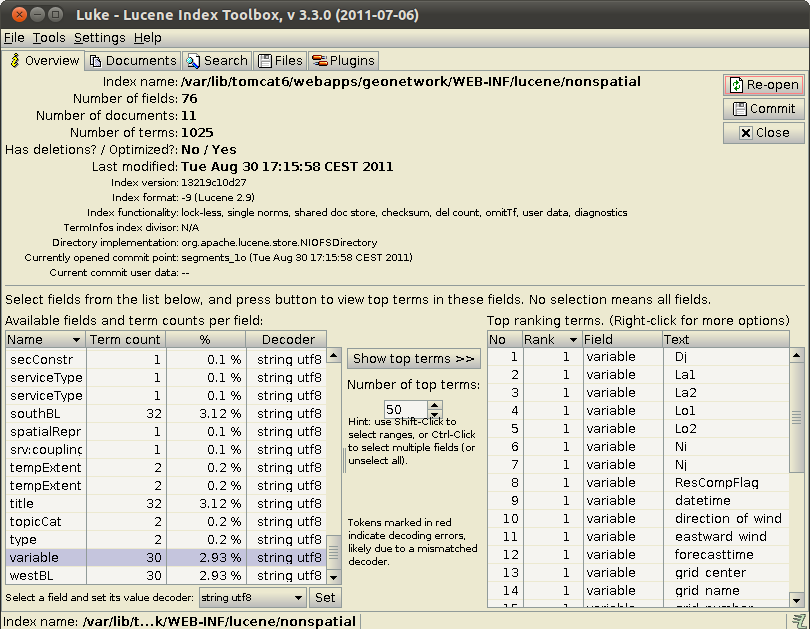 Luke - Lucene Index Toolbox, v 3.3.0 (2011-07-06)
File Tools Settings Help
Overview Documents Search Files Plugins
Index name: /var/lib/tomcat6/webapps/geonetwork/WEB-INF/lucene/nonspatial
Number of fields: 76
Number of documents: 11
Number of terms: 1025
Has deletions? / Optimized?: No / Yes
Last modified: Tue Aug 30 17:15:58 CEST 2011
Index version: 13219c10d27
Index format: -9 (Lucene 2.9)
Index functionality: lock-less, single norms, shared doc store, checksum, del count, omitTf, user data, diagnostics
TermInfos index divisor: N/A
Directory implementation: org.apache.lucene.store.NIOFSDirectory
Currently opened commit point: segments_1o (Tue Aug 30 17:15:58 CEST 2011)
Current commit user data: --
Re-open
Commit
Close
Select fields from the list below, and press button to view top terms in these fields. No selection means all fields.
Available fields and term counts per field:
Name Term count % Decoder
secConstr 1 0.1 % string utf8
serviceType 1 0.1 % string utf8
serviceType 1 0.1 % string utf8
southBL 32 3.12 % string utf8
spatialRepr 1 0.1 % string utf8
srv:coupling 1 0.1 % string utf8
tempExtent 2 0.2 % string utf8
tempExtent 2 0.2 % string utf8
title 32 3.12 % string utf8
topicCat 2 0.2 % string utf8
type 2 0.2 % string utf8
variable 30 2.93 % string utf8
westBL 30 2.93 % string utf8
Select a field and set its value decoder: string utf8 Set
Show top terms >>
Number of top terms:
50
Hint: use Shift-Click to
select ranges, or Ctrl-Click
to select multiple fields (or
unselect all).
Tokens marked in red
indicate decoding errors,
likely due to a mismatched
decoder.
Top ranking terms. (Right-click for more options)
No Rank Field Text
1 1 variable Dj
2 1 variable La1
3 1 variable La2
4 1 variable Lo1
5 1 variable Lo2
6 1 variable Ni
7 1 variable Nj
8 1 variable ResCompFlag
9 1 variable datetime
10 1 variable direction of wind
11 1 variable eastward wind
12 1 variable forecasttime
13 1 variable grid center
14 1 variable grid name
15 1 variable grid number
Index name: /var/lib/t...k/WEB-INF/lucene/nonspatial